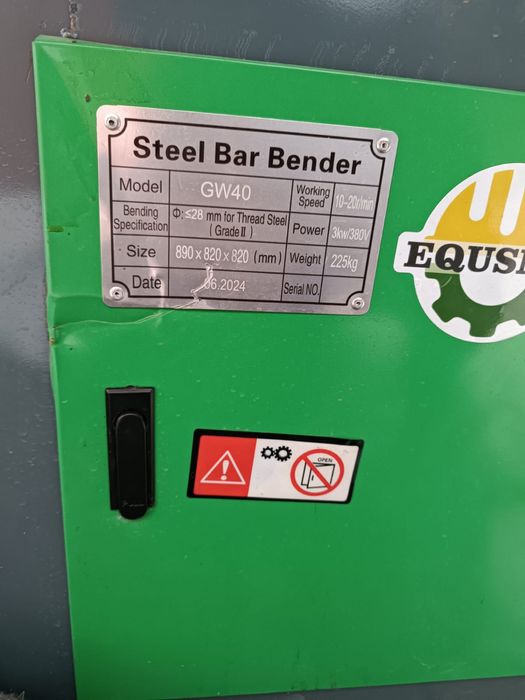 Steel Bar Bender
Model GW40 Working Speed 10-20r/min
Bending Specification Φ:≤28 mm for Thread Steel (Grade Ⅱ) Power 3kw/380V
Size 890 x 820 x 820 (mm) Weight 225kg
Date 06.2024 Serial NO.
OPEN